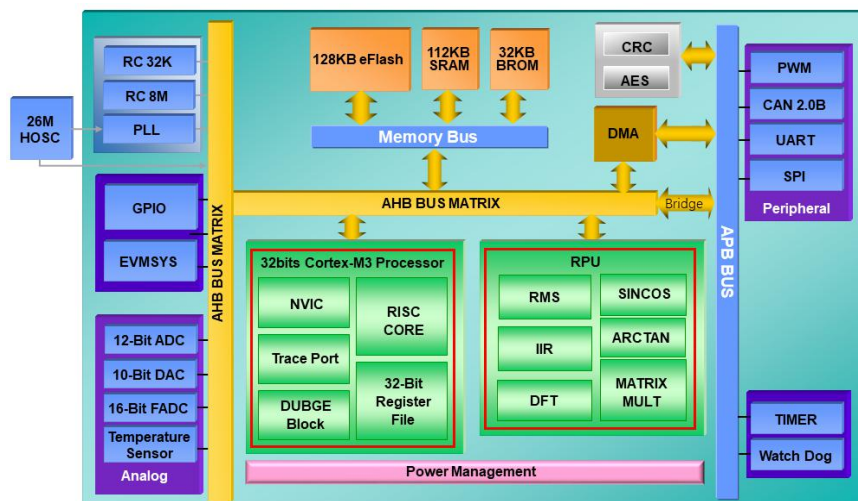 26M
HOSC
RC 32K
RC 8M
PLL
GPIO
EVMSYS
12-Bit ADC
10-Bit DAC
16-Bit FADC
Temperature
Sensor
Analog
AHB BUS MATRIX
128KB eFlash
112KB
SRAM
32KB
BROM
Memory Bus
CRC
AES
DMA
AHB BUS MATRIX
Bridge
32bits Cortex-M3 Processor
NVIC
Trace Port
DUBGE
Block
RISC
CORE
32-Bit
Register
File
RPU
RMS
IIR
DFT
SINCOS
ARCTAN
MATRIX
MULT
Power Management
APB BUS
PWM
CAN 2.0B
UART
SPI
Peripheral
TIMER
Watch Dog